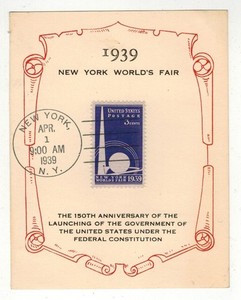 1939
NEW YORK WORLD'S FAIR
NEW YORK,
APR.
1
9:00 AM
1939
N. Y.
UNITED STATES
POSTAGE
3 CENTS
NEW YORK
WORLD'S FAIR 1939
THE 150TH ANNIVERSARY OF THE
LAUNCHING OF THE GOVERNMENT OF
THE UNITED STATES UNDER THE
FEDERAL CONSTITUTION